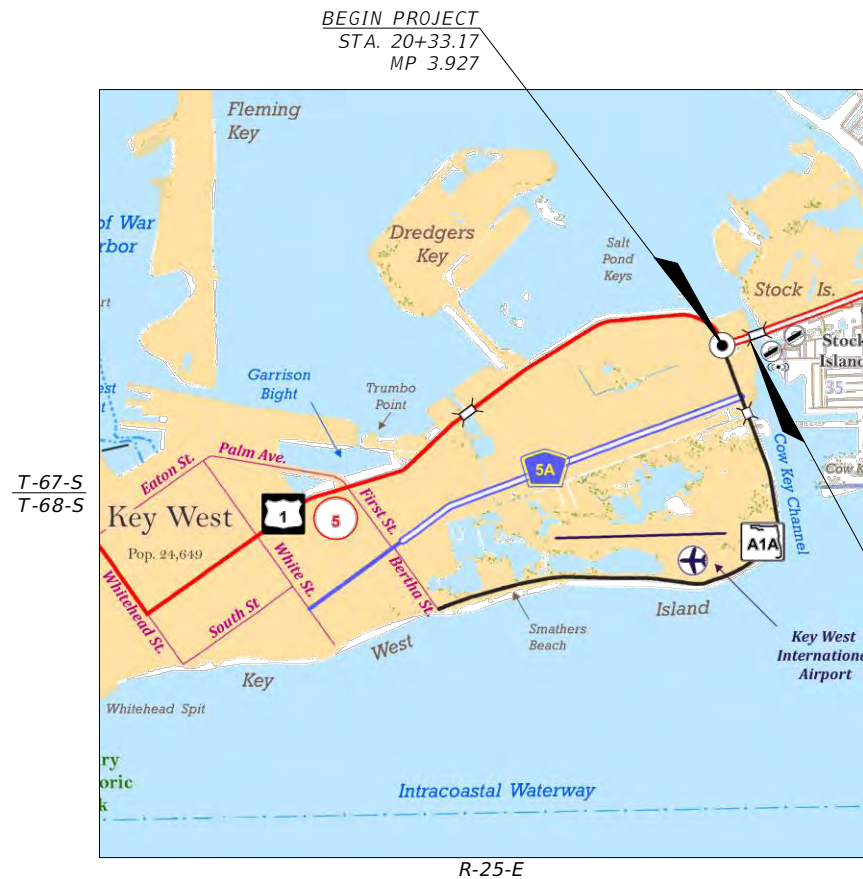 BEGIN PROJECT
STA. 20+33.17
MP 3.927
Fleming
Key
of War
rbor
Dredgers
Key
Salt
Pond
Keys
Stock Is.
Stock
Island
35
Garrison
Bight
Trumbo
Point
Eaton St.
Palm Ave.
5A
Cow Key Channel
Cow K
T-67-S
T-68-S
Key West
Pop. 24,649
1
5
First St.
White St.
Bertha St.
Whitehead St.
South St
A1A
Smathers
Beach
Island
West
Key
Key West
Internationa
Airport
Whitehead Spit
ry
oric
k
Intracoastal Waterway
R-25-E